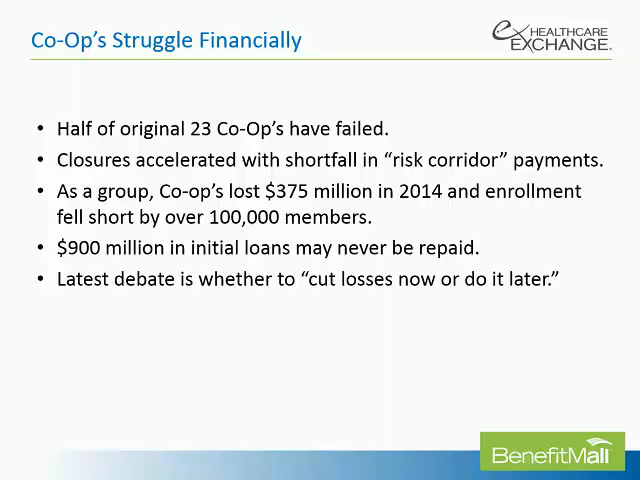 Co-Op's Struggle Financially
ex HEALTHCARE
EXCHANGE.
• Half of original 23 Co-Op's have failed.
• Closures accelerated with shortfall in “risk corridor” payments.
• As a group, Co-op's lost $375 million in 2014 and enrollment
fell short by over 100,000 members.
• $900 million in initial loans may never be repaid.
• Latest debate is whether to “cut losses now or do it later.”
BenefitMall